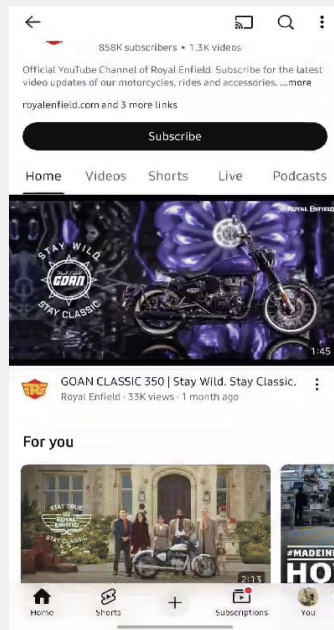 858K subscribers • 1.3K videos
Official YouTube Channel of Royal Enfield. Subscribe for the latest
video updates of our motorcycles, rides and accessories. ...more
royalenfield.com and 3 more links
Subscribe
Home Videos Shorts Live Podcasts
ROYAL ENFIELD
STAY WILD
Royal Enfield
GOAN
STAY CLASSIC
1:45
GOAN CLASSIC 350 | Stay Wild. Stay Classic.
Royal Enfield · 33K views · 1 month ago
For you
STAY TRUE
ROYAL
ENFIELD
STAY CLASSIC
2:13
#MADEIN
HO
Home Shorts Subscriptions You